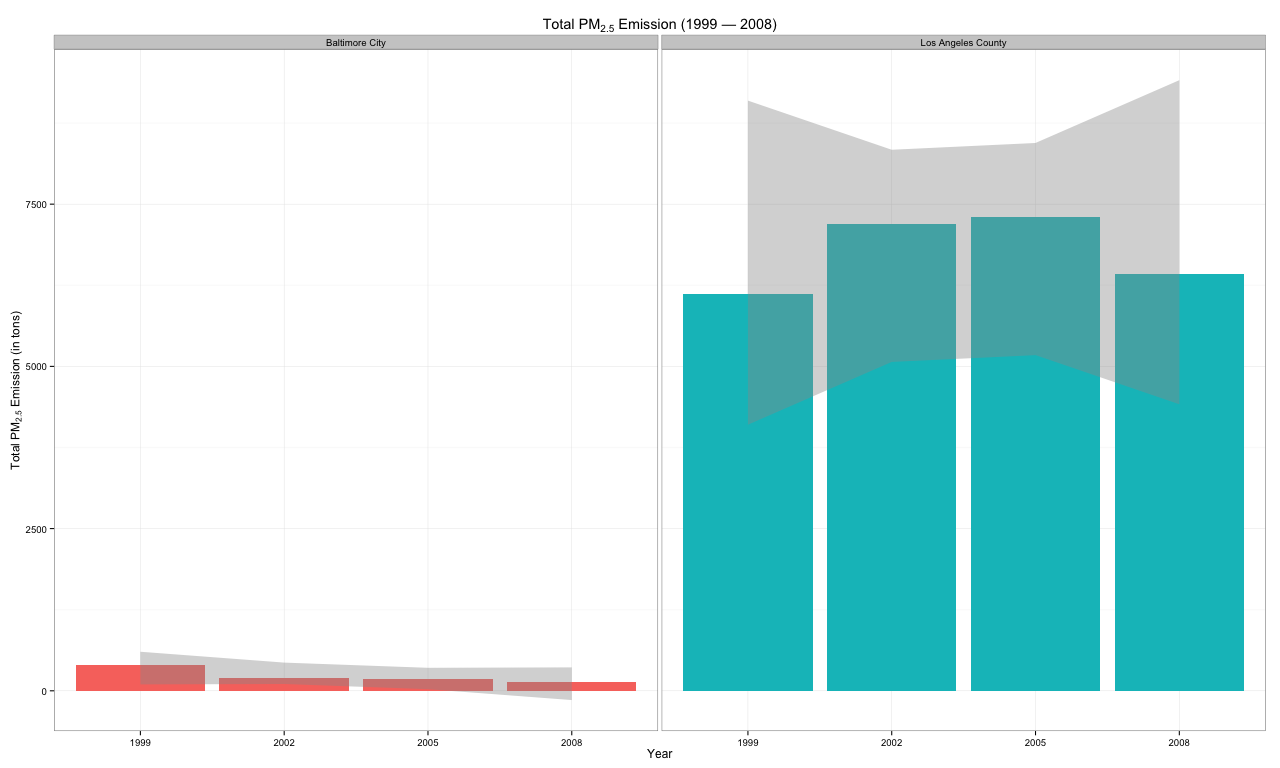 Total PM2.5 Emission (1999 — 2008)
Baltimore City
Los Angeles County
Total PM2.5 Emission (in tons)
7500
5000
2500
0
1999
2002
2005
2008
1999
2002
2005
2008
Year